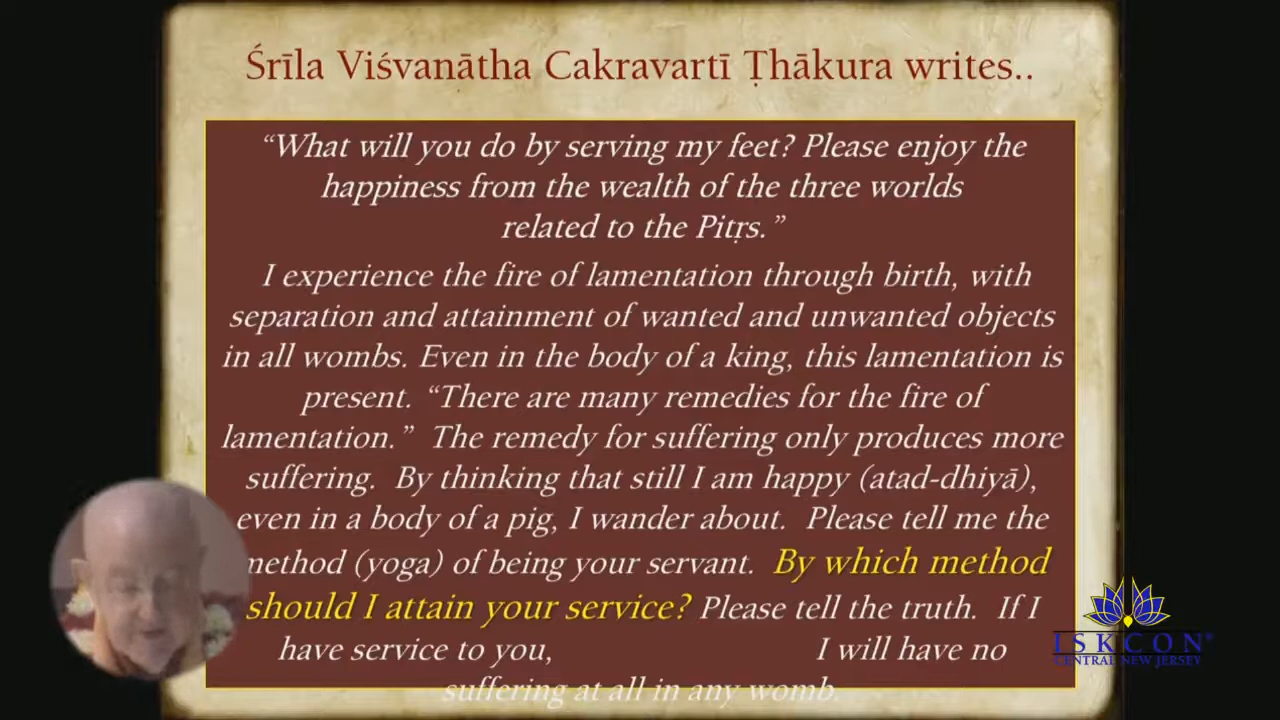 Śrīla Viśvanātha Cakravartī Ṭhākura writes..
“What will you do by serving my feet? Please enjoy the
happiness from the wealth of the three worlds
related to the Pitṛs.”
I experience the fire of lamentation through birth, with
separation and attainment of wanted and unwanted objects
in all wombs. Even in the body of a king, this lamentation is
present. “There are many remedies for the fire of
lamentation.” The remedy for suffering only produces more
suffering. By thinking that still I am happy (atad-dhiyā),
even in a body of a pig, I wander about. Please tell me the
method (yoga) of being your servant. By which method
should I attain your service? Please tell the truth. If I
have service to you, I will have no
suffering at all in any womb.
ISKCON®
CENTRAL NEW JERSEY